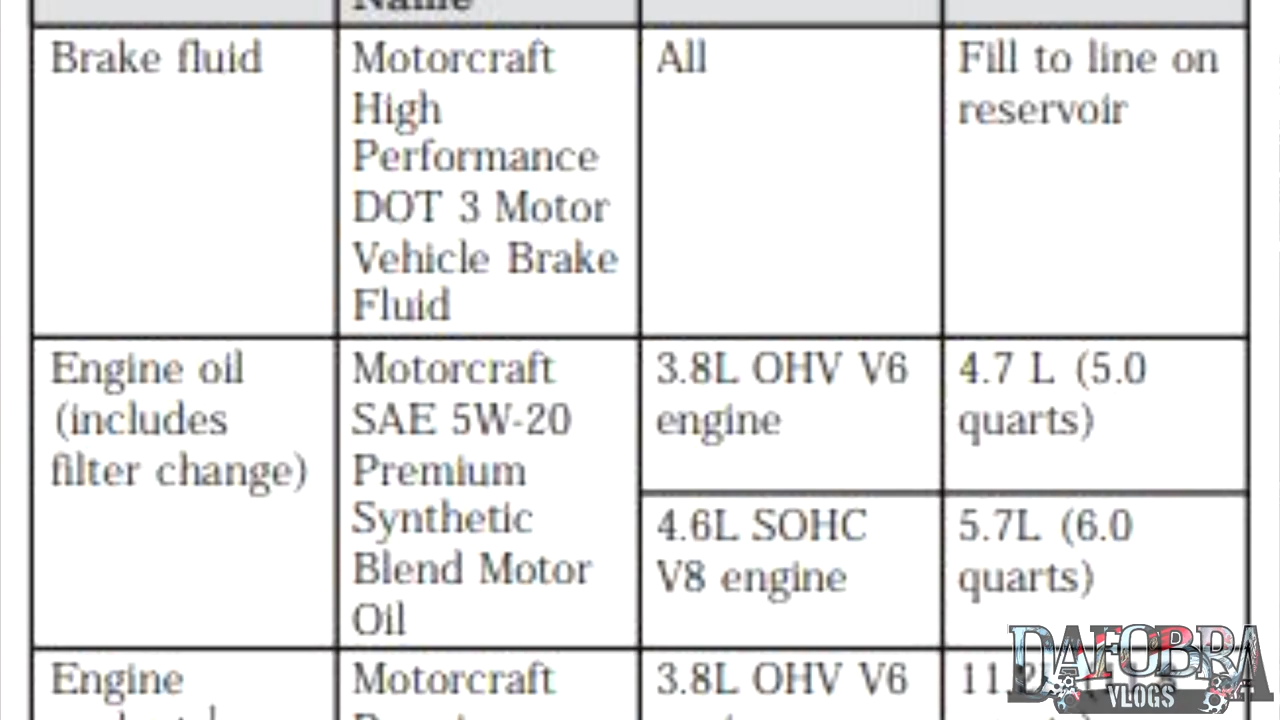 Name
Brake fluid
Motorcraft
High
Performance
DOT 3 Motor
Vehicle Brake
Fluid
All
Fill to line on
reservoir
Engine oil
(includes
filter change)
Motorcraft
SAE 5W-20
Premium
Synthetic
Blend Motor
Oil
3.8L OHV V6
engine
4.7 L (5.0
quarts)
4.6L SOHC
V8 engine
5.7L (6.0
quarts)
Engine
Motorcraft
3.8L OHV V6
DAFOBRA
VLOGS